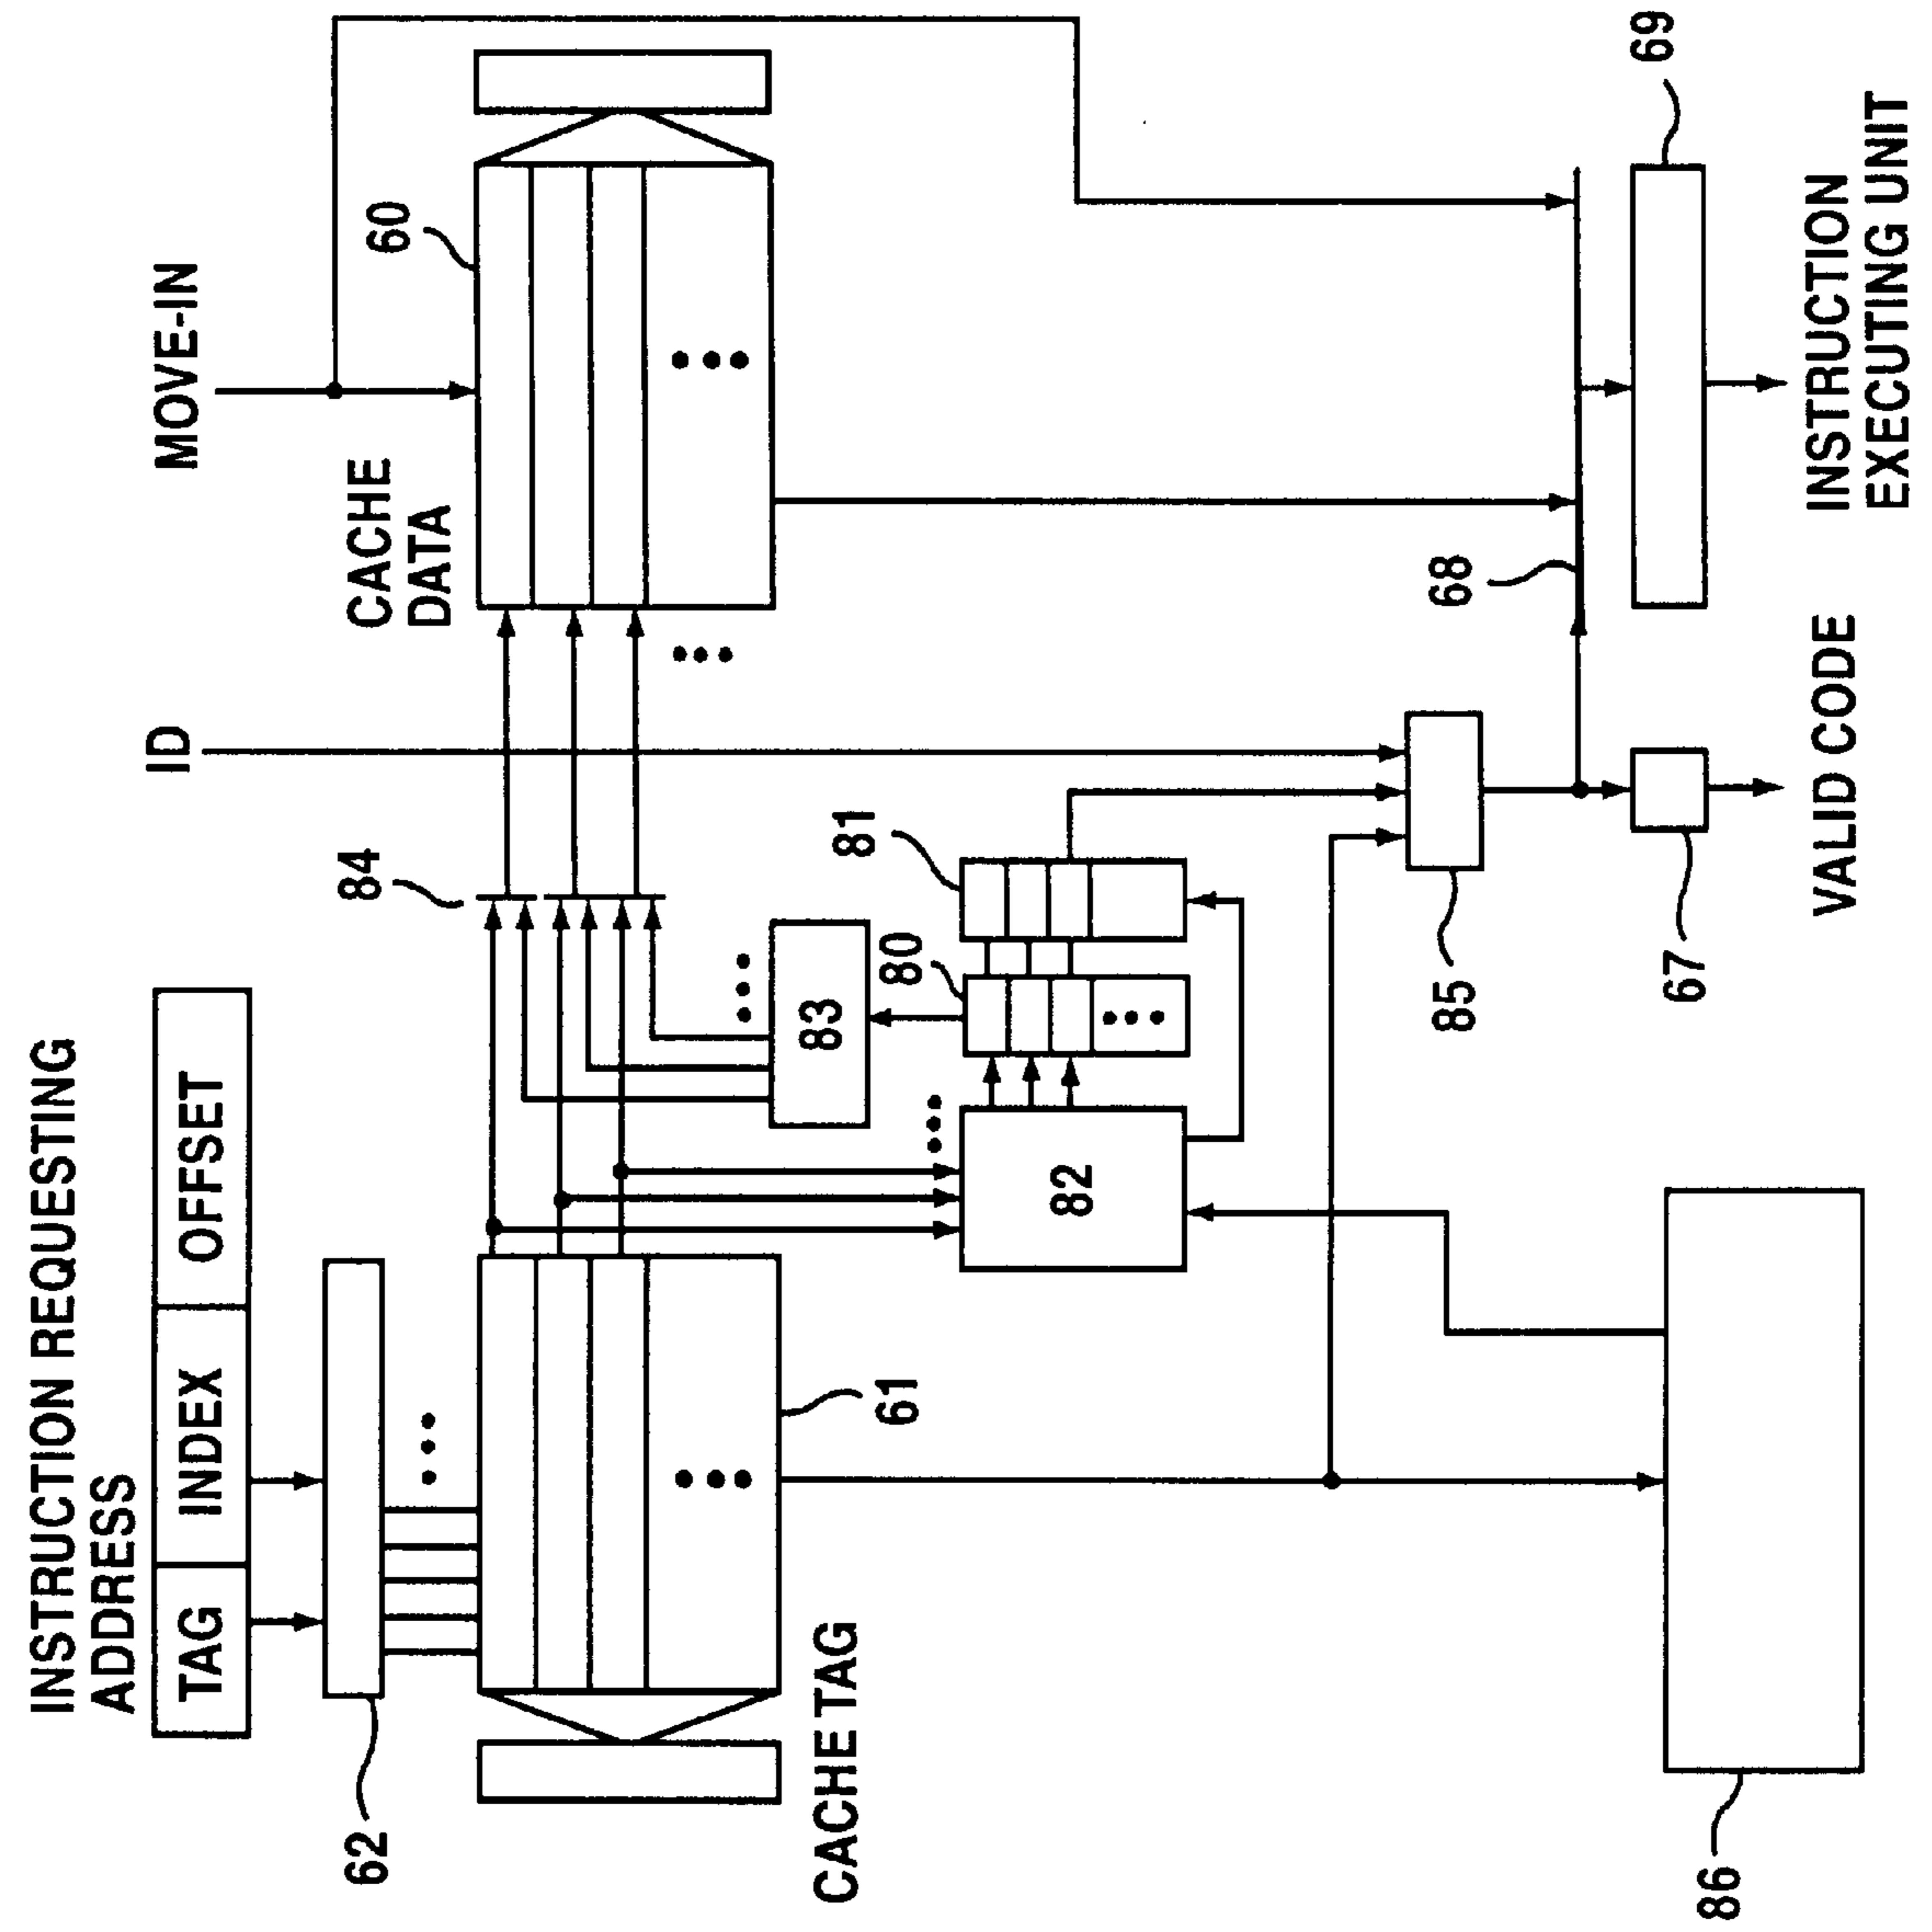 INSTRUCTION REQUESTING
ADDRESS
TAG INDEX OFFSET
ID
MOVE-IN
62
84
CACHE
DATA
60
61
CACHE TAG
83
80
81
82
85
68
69
86
67
VALID CODE
INSTRUCTION
EXECUTING UNIT